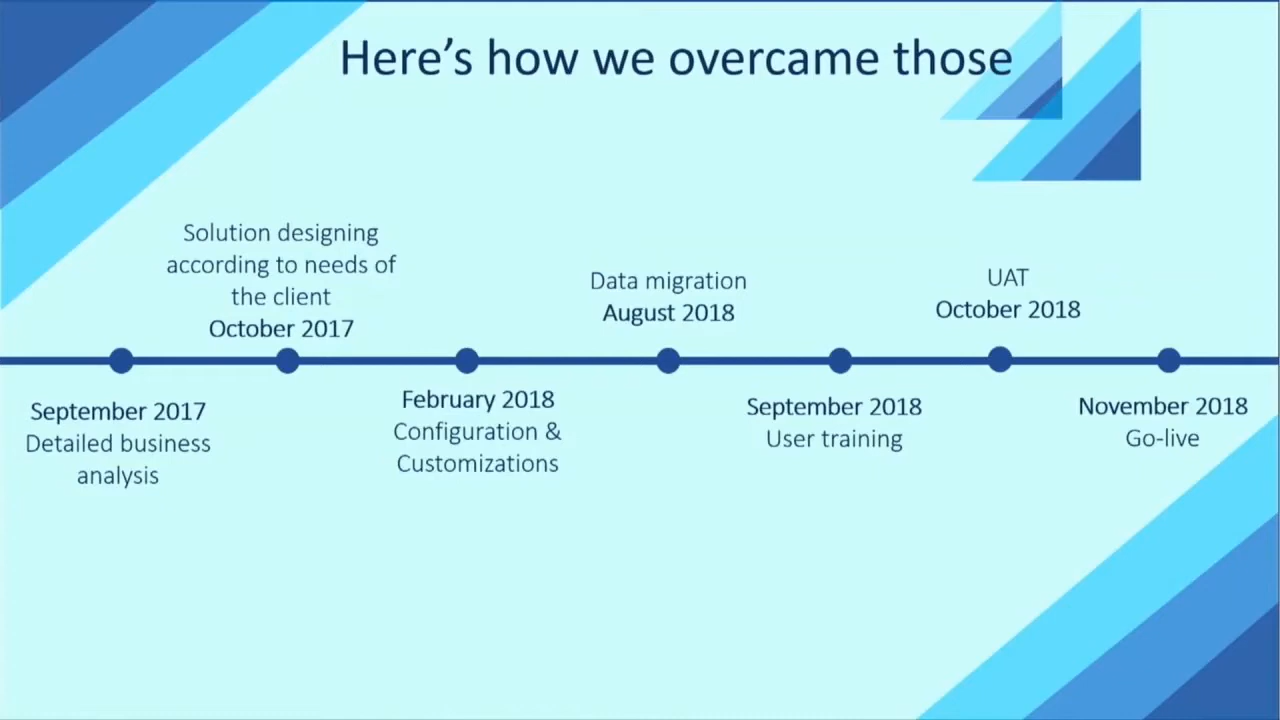 Here's how we overcame those
Solution designing
according to needs of
the client
October 2017
Data migration
August 2018
UAT
October 2018
September 2017
Detailed business
analysis
February 2018
Configuration &
Customizations
September 2018
User training
November 2018
Go-live